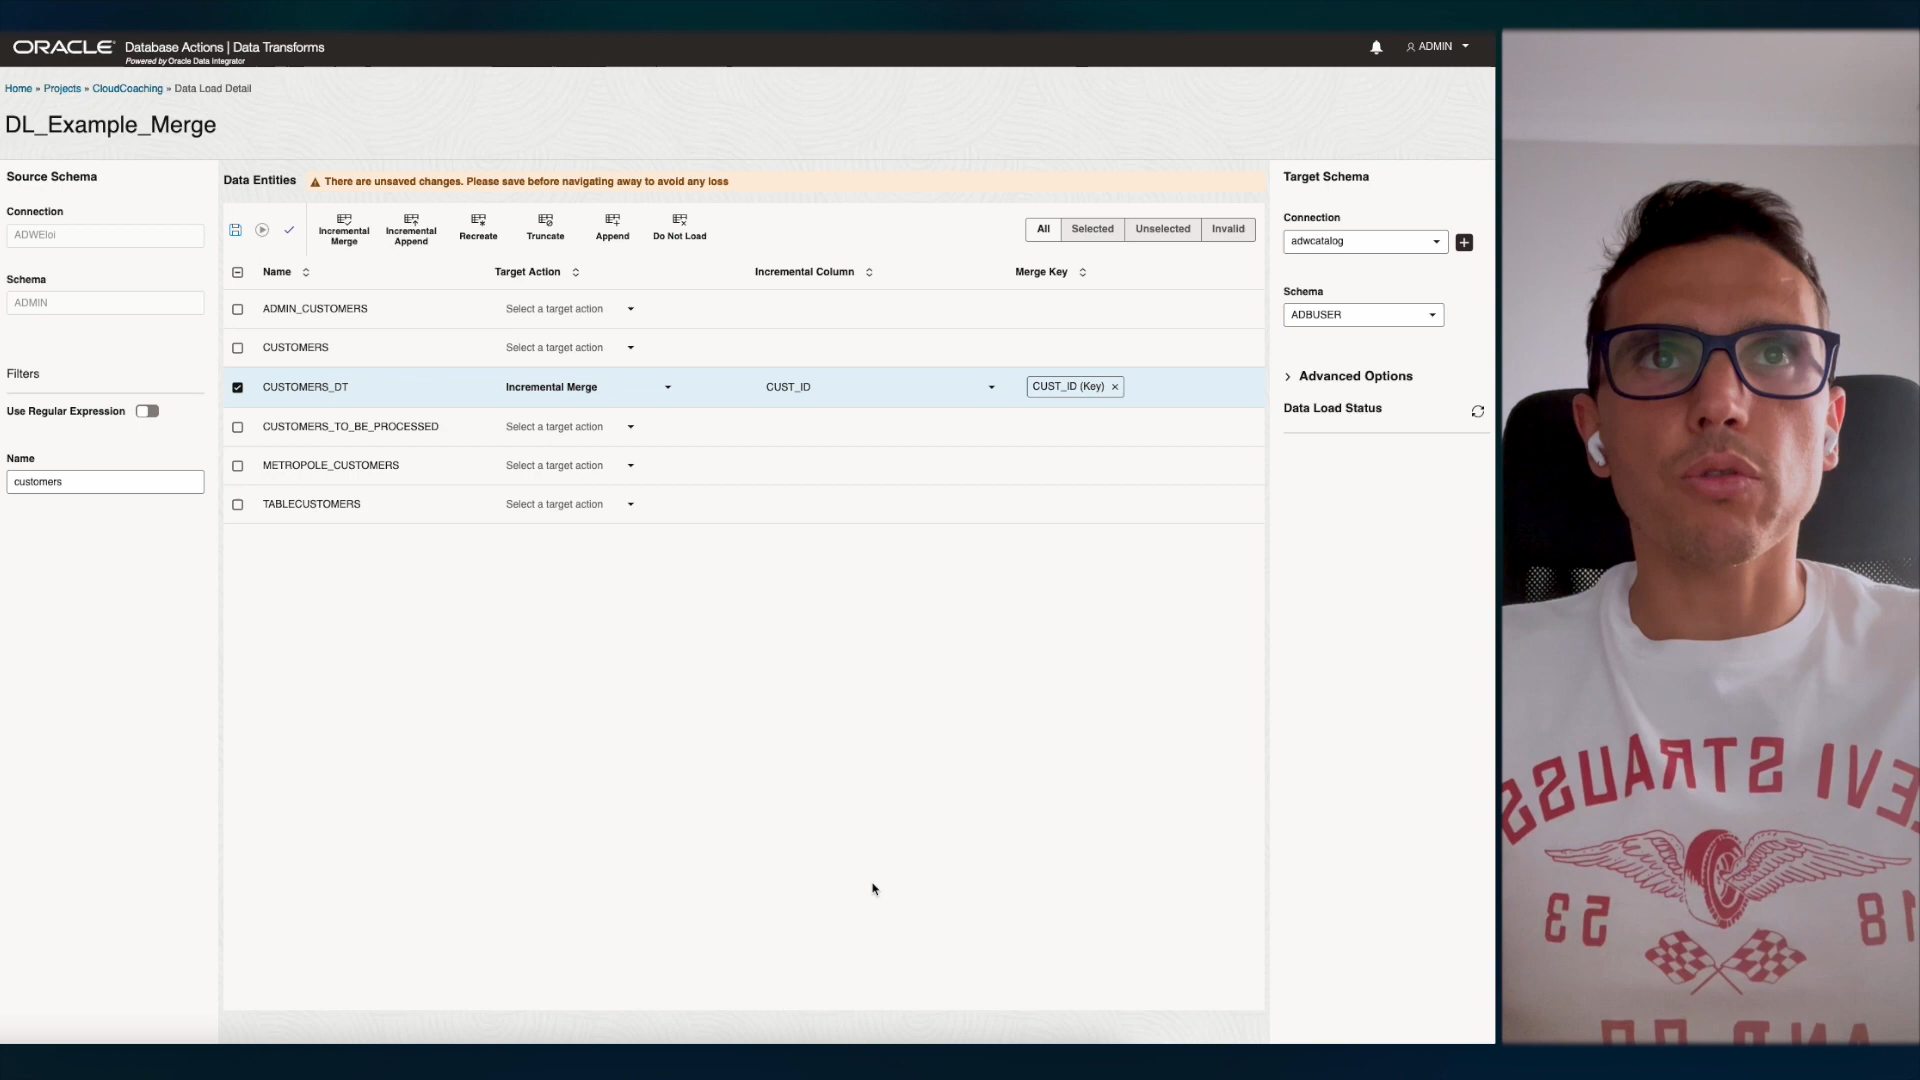 ORACLE Database Actions | Data Transforms
Powered by Oracle Data Integrator
ADMIN
Home » Projects » CloudCoaching » Data Load Detail
DL_Example_Merge
Source Schema
Connection
ADWEloi
Schema
ADMIN
Filters
Use Regular Expression
Name
customers
Data Entities
There are unsaved changes. Please save before navigating away to avoid any loss
Incremental Merge
Incremental Append
Recreate
Truncate
Append
Do Not Load
All Selected Unselected Invalid
Name Target Action Incremental Column Merge Key
ADMIN_CUSTOMERS Select a target action
CUSTOMERS Select a target action
CUSTOMERS_DT Incremental Merge CUST_ID CUST_ID (Key) ×
CUSTOMERS_TO_BE_PROCESSED Select a target action
METROPOLE_CUSTOMERS Select a target action
TABLECUSTOMERS Select a target action
Target Schema
Connection
adwcatalog
Schema
ADBUSER
Advanced Options
Data Load Status
LEVI STRAUSS
18 53